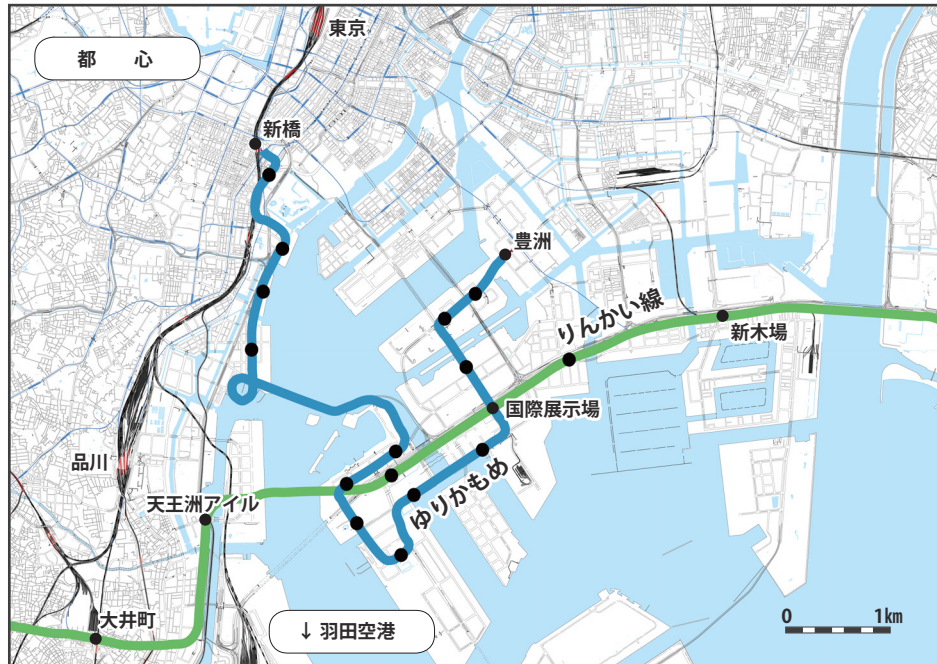 東京
都　心
新橋
豊洲
りんかい線
新木場
国際展示場
品川
ゆりかもめ
天王洲アイル
0 1km
大井町
↓ 羽田空港